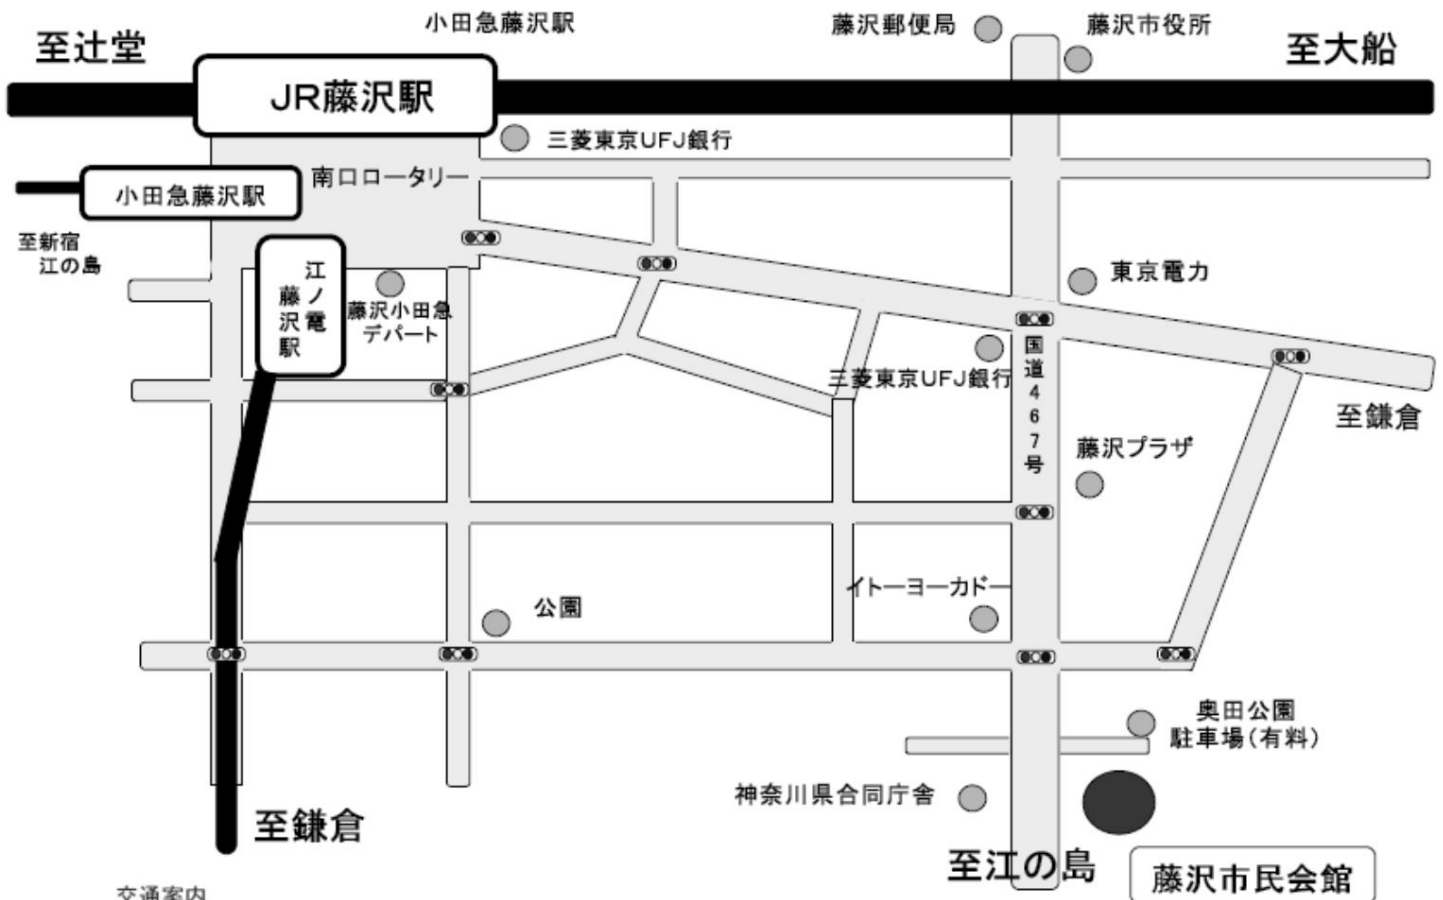 小田急藤沢駅
藤沢郵便局
藤沢市役所
至辻堂
至大船
JR藤沢駅
三菱東京UFJ銀行
南口ロータリー
小田急藤沢駅
至新宿
江の島
江ノ電
藤沢駅
藤沢小田急
デパート
東京電力
国道467号
三菱東京UFJ銀行
至鎌倉
藤沢プラザ
イトーヨーカドー
公園
奥田公園
駐車場(有料)
神奈川県合同庁舎
至鎌倉
至江の島
藤沢市民会館
交通案内